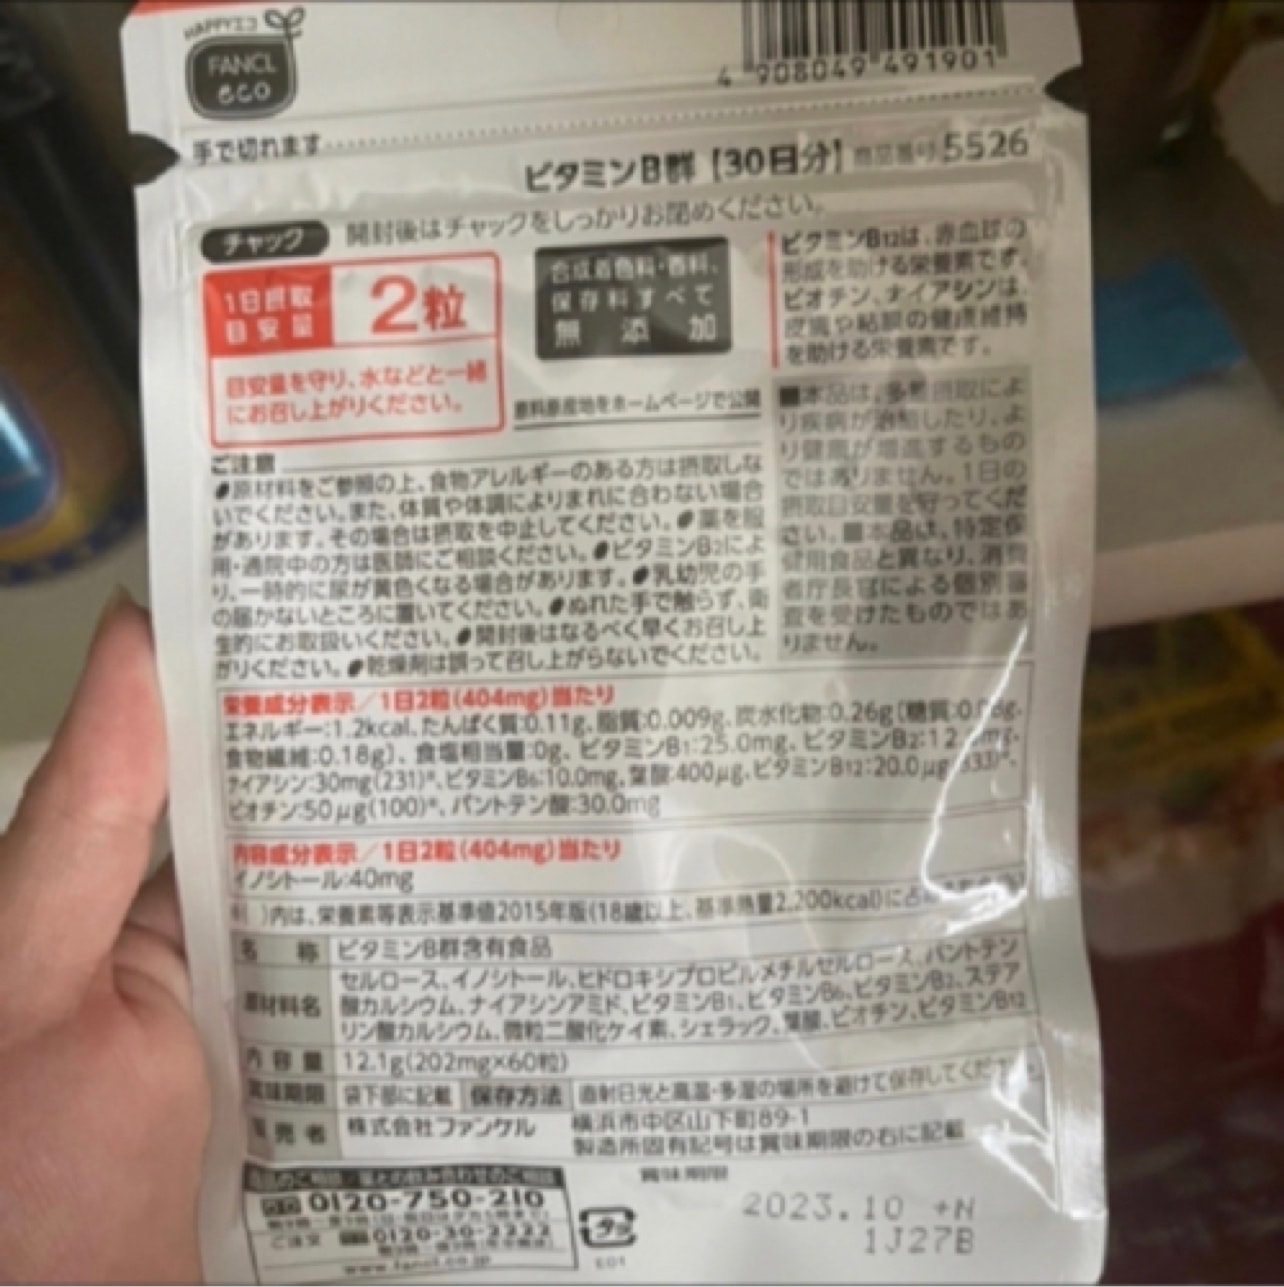 HAPPYエコ
FANCL
eco
4 908049 491901
手で切れます
ビタミンB群【30日分】商品番号5526
チャック 開封後はチャックをしっかりお閉めください。
1日摂取
目安量
2粒
目安量を守り、水などと一緒
にお召し上がりください。
合成着色料・香料、
保存料すべて
無添加
原料原産地をホームページで公開
ビタミンB12は、赤血球の
形成を助ける栄養素です。
ビオチン、ナイアシンは、
皮膚や粘膜の健康維持
を助ける栄養素です。
■本品は、多量摂取によ
り疾病が治癒したり、よ
り健康が増進するもの
ではありません。1日の
摂取目安量を守ってくだ
さい。■本品は、特定保
健用食品と異なり、消費
者庁長官による個別審
査を受けたものではあ
りません。
ご注意
●原材料をご参照の上、食物アレルギーのある方は摂取しな
いでください。また、体質や体調によりまれに合わない場合
があります。その場合は摂取を中止してください。●薬を服
用・通院中の方は医師にご相談ください。●ビタミンB2によ
り、一時的に尿が黄色くなる場合があります。●乳幼児の手
の届かないところに置いてください。●ぬれた手で触らず、衛
生的にお取扱いください。●開封後はなるべく早くお召し上
がりください。●乾燥剤は誤って召し上がらないでください。
栄養成分表示／1日2粒(404mg)当たり
エネルギー:1.2kcal、たんぱく質:0.11g、脂質:0.009g、炭水化物:0.26g〔糖質:
食物繊維:0.18g〕、食塩相当量:0g、ビタミンB1:25.0mg、ビタミンB2:
ナイアシン:30mg(231)*、ビタミンB6:10.0mg、葉酸:400μg、ビタミンB12:20.0μg
ビオチン:50μg(100)*、パントテン酸:30.0mg
内容成分表示／1日2粒(404mg)当たり
イノシトール:40mg
*( )内は、栄養素等表示基準値2015年版(18歳以上、基準熱量2,200kcal)に占
名称 ビタミンB群含有食品
原材料名
セルロース、イノシトール、ヒドロキシプロピルメチルセルロース、パントテン
酸カルシウム、ナイアシンアミド、ビタミンB1、ビタミンB6、ビタミンB2、ステア
リン酸カルシウム、微粒二酸化ケイ素、シェラック、葉酸、ビオチン、ビタミンB12
内容量 12.1g(202mg×60粒)
賞味期限 袋下部に記載 保存方法 直射日光と高温・多湿の場所を避けて保存してください。
販売者 株式会社ファンケル 横浜市中区山下町89-1
製造所固有記号は賞味期限の右に記載
0120-750-210
ご注文 0120-30-2222
www.fancl.co.jp
タッ
E01
賞味期限
2023.10 +N
1J27B